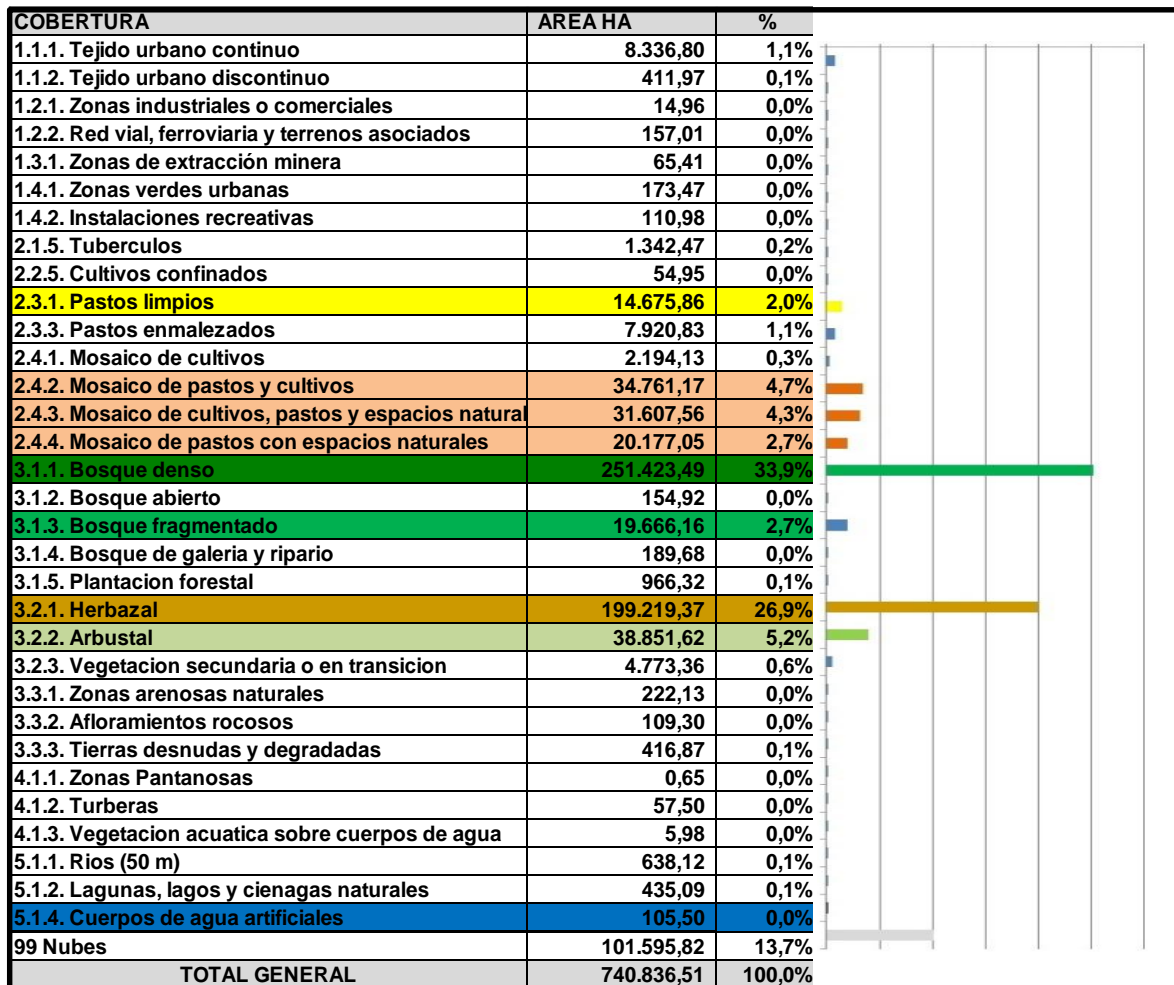 COBERTURA AREA HA %
1.1.1. Tejido urbano continuo 8.336,80 1,1%
1.1.2. Tejido urbano discontinuo 411,97 0,1%
1.2.1. Zonas industriales o comerciales 14,96 0,0%
1.2.2. Red vial, ferroviaria y terrenos asociados 157,01 0,0%
1.3.1. Zonas de extracción minera 65,41 0,0%
1.4.1. Zonas verdes urbanas 173,47 0,0%
1.4.2. Instalaciones recreativas 110,98 0,0%
2.1.5. Tuberculos 1.342,47 0,2%
2.2.5. Cultivos confinados 54,95 0,0%
2.3.1. Pastos limpios 14.675,86 2,0%
2.3.3. Pastos enmalezados 7.920,83 1,1%
2.4.1. Mosaico de cultivos 2.194,13 0,3%
2.4.2. Mosaico de pastos y cultivos 34.761,17 4,7%
2.4.3. Mosaico de cultivos, pastos y espacios natural 31.607,56 4,3%
2.4.4. Mosaico de pastos con espacios naturales 20.177,05 2,7%
3.1.1. Bosque denso 251.423,49 33,9%
3.1.2. Bosque abierto 154,92 0,0%
3.1.3. Bosque fragmentado 19.666,16 2,7%
3.1.4. Bosque de galeria y ripario 189,68 0,0%
3.1.5. Plantacion forestal 966,32 0,1%
3.2.1. Herbazal 199.219,37 26,9%
3.2.2. Arbustal 38.851,62 5,2%
3.2.3. Vegetacion secundaria o en transicion 4.773,36 0,6%
3.3.1. Zonas arenosas naturales 222,13 0,0%
3.3.2. Afloramientos rocosos 109,30 0,0%
3.3.3. Tierras desnudas y degradadas 416,87 0,1%
4.1.1. Zonas Pantanosas 0,65 0,0%
4.1.2. Turberas 57,50 0,0%
4.1.3. Vegetacion acuatica sobre cuerpos de agua 5,98 0,0%
5.1.1. Rios (50 m) 638,12 0,1%
5.1.2. Lagunas, lagos y cienagas naturales 435,09 0,1%
5.1.4. Cuerpos de agua artificiales 105,50 0,0%
99 Nubes 101.595,82 13,7%
TOTAL GENERAL 740.836,51 100,0%